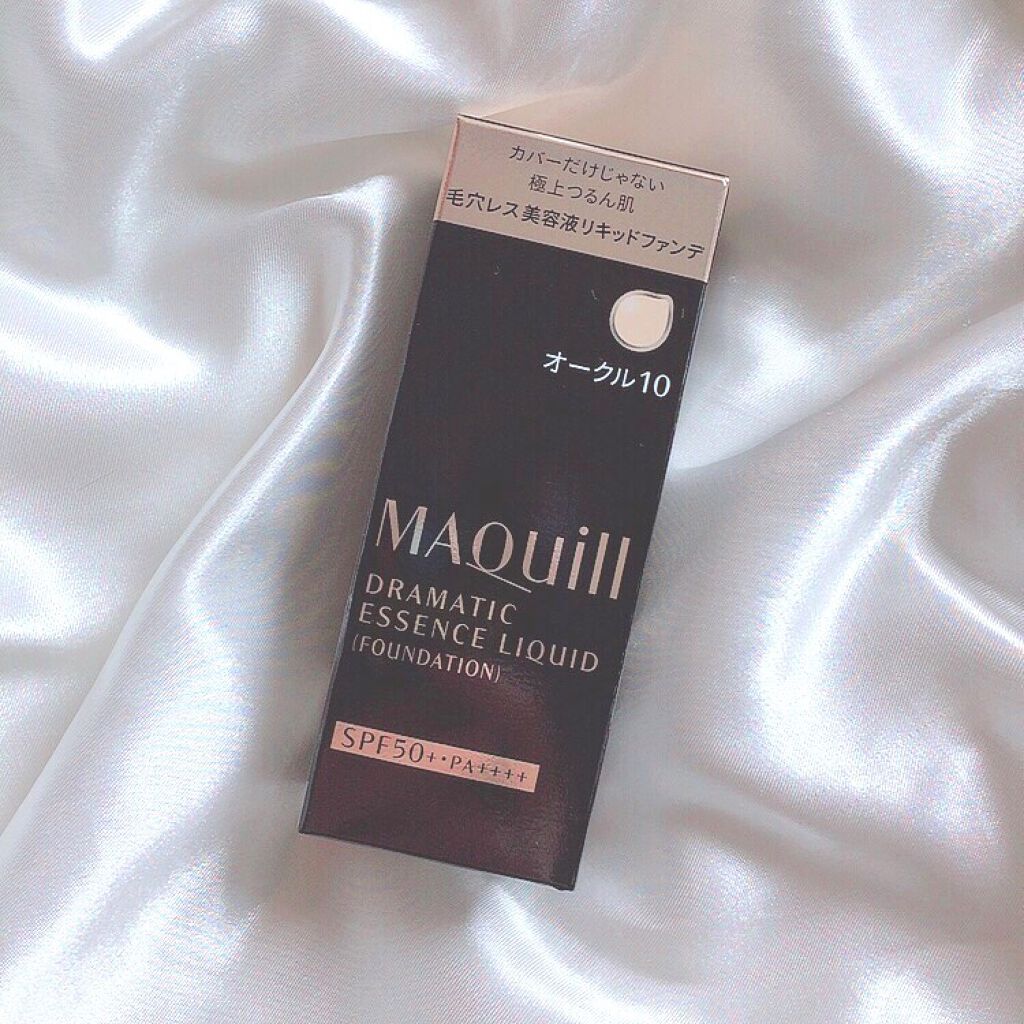 カバーだけじゃない
極上つるん肌
毛穴レス美容液リキッドファンデ
オークル10
MAQuill
DRAMATIC
ESSENCE LIQUID
(FOUNDATION)
SPF50+・PA++++